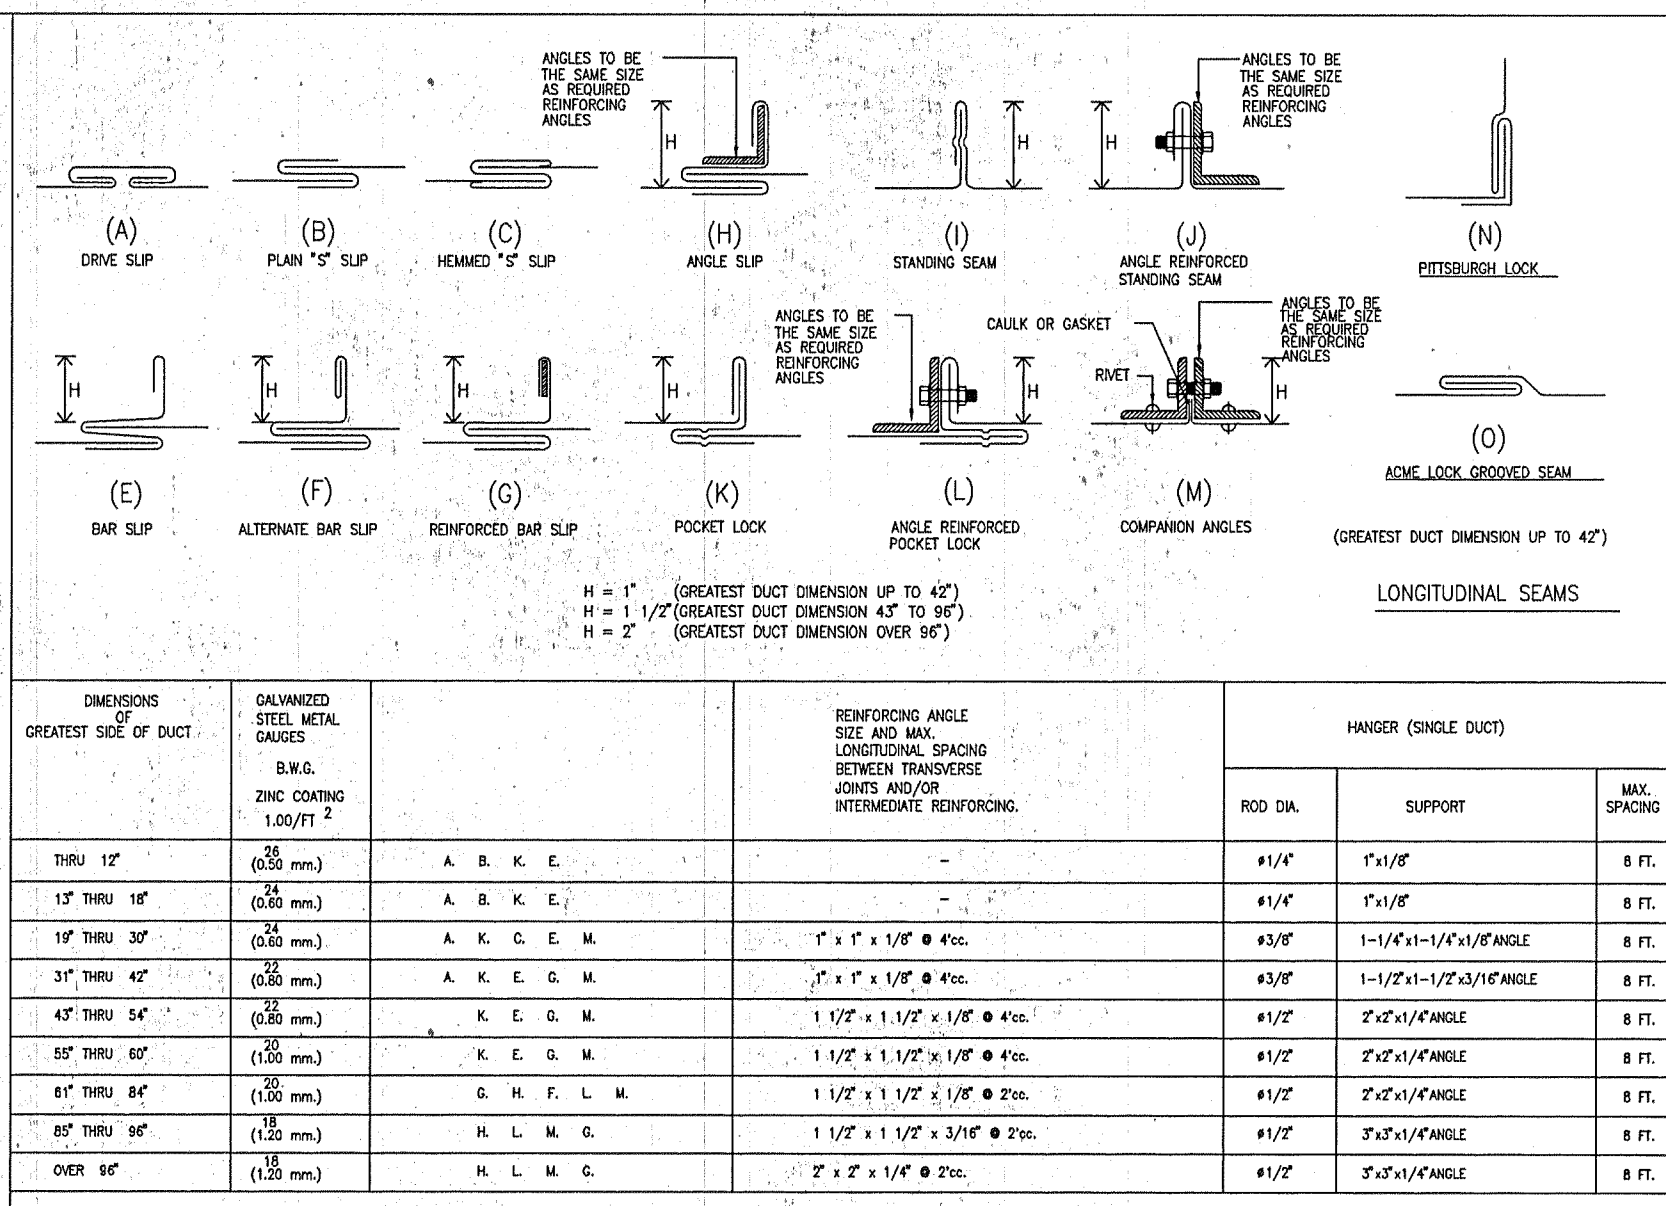 ANGLES TO BE
THE SAME SIZE
AS REQUIRED
REINFORCING
ANGLES
ANGLES TO BE
THE SAME SIZE
AS REQUIRED
REINFORCING
ANGLES
H
H
H
(A)
DRIVE SLIP
(B)
PLAIN "S" SLIP
(C)
HEMMED "S" SLIP
(H)
ANGLE SLIP
(I)
STANDING SEAM
(J)
ANGLE REINFORCED
STANDING SEAM
(N)
PITTSBURGH LOCK
ANGLES TO BE
THE SAME SIZE
AS REQUIRED
REINFORCING
ANGLES
CAULK OR GASKET
RIVET
ANGLES TO BE
THE SAME SIZE
AS REQUIRED
REINFORCING
ANGLES
H
H
H
H
H
H
(E)
BAR SLIP
(F)
ALTERNATE BAR SLIP
(G)
REINFORCED BAR SLIP
(K)
POCKET LOCK
(L)
ANGLE REINFORCED
POCKET LOCK
(M)
COMPANION ANGLES
(O)
ACME LOCK GROOVED SEAM
(GREATEST DUCT DIMENSION UP TO 42")
LONGITUDINAL SEAMS
H = 1" (GREATEST DUCT DIMENSION UP TO 42")
H = 1 1/2" (GREATEST DUCT DIMENSION 43" TO 96")
H = 2" (GREATEST DUCT DIMENSION OVER 96")
DIMENSIONS
OF
GREATEST SIDE OF DUCT
GALVANIZED
STEEL METAL
GAUGES
B.W.G.
ZINC COATING
1.00/FT 2
REINFORCING ANGLE
SIZE AND MAX.
LONGITUDINAL SPACING
BETWEEN TRANSVERSE
JOINTS AND/OR
INTERMEDIATE REINFORCING.
HANGER (SINGLE DUCT)
ROD DIA.
SUPPORT
MAX.
SPACING
THRU 12" 26 (0.50 mm.) A. B. K. E. - ø1/4" 1"x1/8" 8 FT.
13" THRU 18" 24 (0.60 mm.) A. B. K. E. - ø1/4" 1"x1/8" 8 FT.
19" THRU 30" 24 (0.60 mm.) A. K. C. E. M. 1" x 1" x 1/8" @ 4'cc. ø3/8" 1-1/4"x1-1/4"x1/8"ANGLE 8 FT.
31" THRU 42" 22 (0.80 mm.) A. K. E. G. M. 1" x 1" x 1/8" @ 4'cc. ø3/8" 1-1/2"x1-1/2"x3/16"ANGLE 8 FT.
43" THRU 54" 22 (0.80 mm.) K. E. G. M. 1 1/2" x 1 1/2" x 1/8" @ 4'cc. ø1/2" 2"x2"x1/4"ANGLE 8 FT.
55" THRU 60" 20 (1.00 mm.) K. E. G. M. 1 1/2" x 1 1/2" x 1/8" @ 4'cc. ø1/2" 2"x2"x1/4"ANGLE 8 FT.
61" THRU 84" 20 (1.00 mm.) G. H. F. L. M. 1 1/2" x 1 1/2" x 1/8" @ 2'cc. ø1/2" 2"x2"x1/4"ANGLE 8 FT.
85" THRU 96" 18 (1.20 mm.) H. L. M. G. 1 1/2" x 1 1/2" x 3/16" @ 2'cc. ø1/2" 3"x3"x1/4"ANGLE 8 FT.
OVER 96" 18 (1.20 mm.) H. L. M. G. 2" x 2" x 1/4" @ 2'cc. ø1/2" 3"x3"x1/4"ANGLE 8 FT.